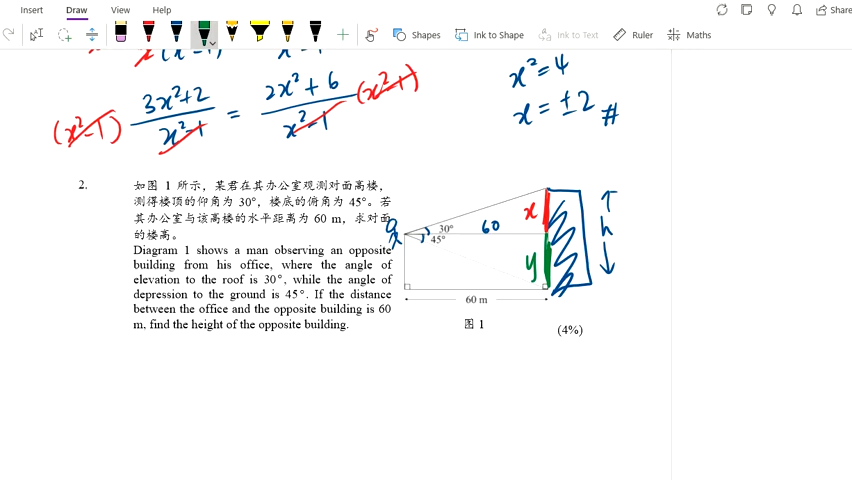 Insert Draw View Help Share
Shapes Ink to Shape Ink to Text Ruler Maths
3x²+2 = 2x²+6
(x²-1) x²-1 x²-1 (x²-1)
x²=4
x=±2 #
2. 如图 1 所示，某君在其办公室观测对面高楼，
测得楼顶的仰角为 30°，楼底的俯角为 45°。若
其办公室与该高楼的水平距离为 60 m，求对面
的楼高。
Diagram 1 shows a man observing an opposite
building from his office, where the angle of
elevation to the roof is 30°, while the angle of
depression to the ground is 45°. If the distance
between the office and the opposite building is 60
m, find the height of the opposite building.
x
30° 60
45°
y
h
60 m
图 1
(4%)